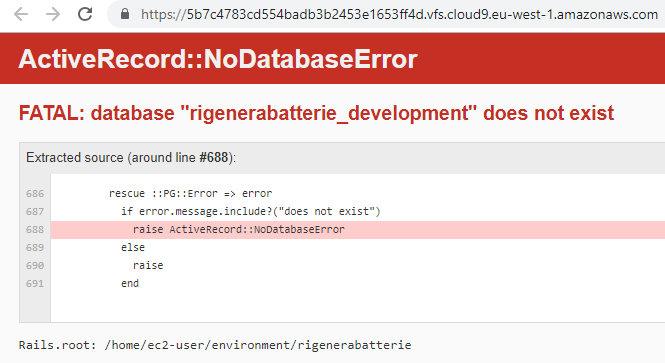 https://5b7c4783cd554badb3b2453e1653ff4d.vfs.cloud9.eu-west-1.amazonaws.com
ActiveRecord::NoDatabaseError
FATAL: database "rigenerabatterie_development" does not exist
Extracted source (around line #688):
686 rescue ::PG::Error => error
687 if error.message.include?("does not exist")
688 raise ActiveRecord::NoDatabaseError
689 else
690 raise
691 end
Rails.root: /home/ec2-user/environment/rigenerabatterie